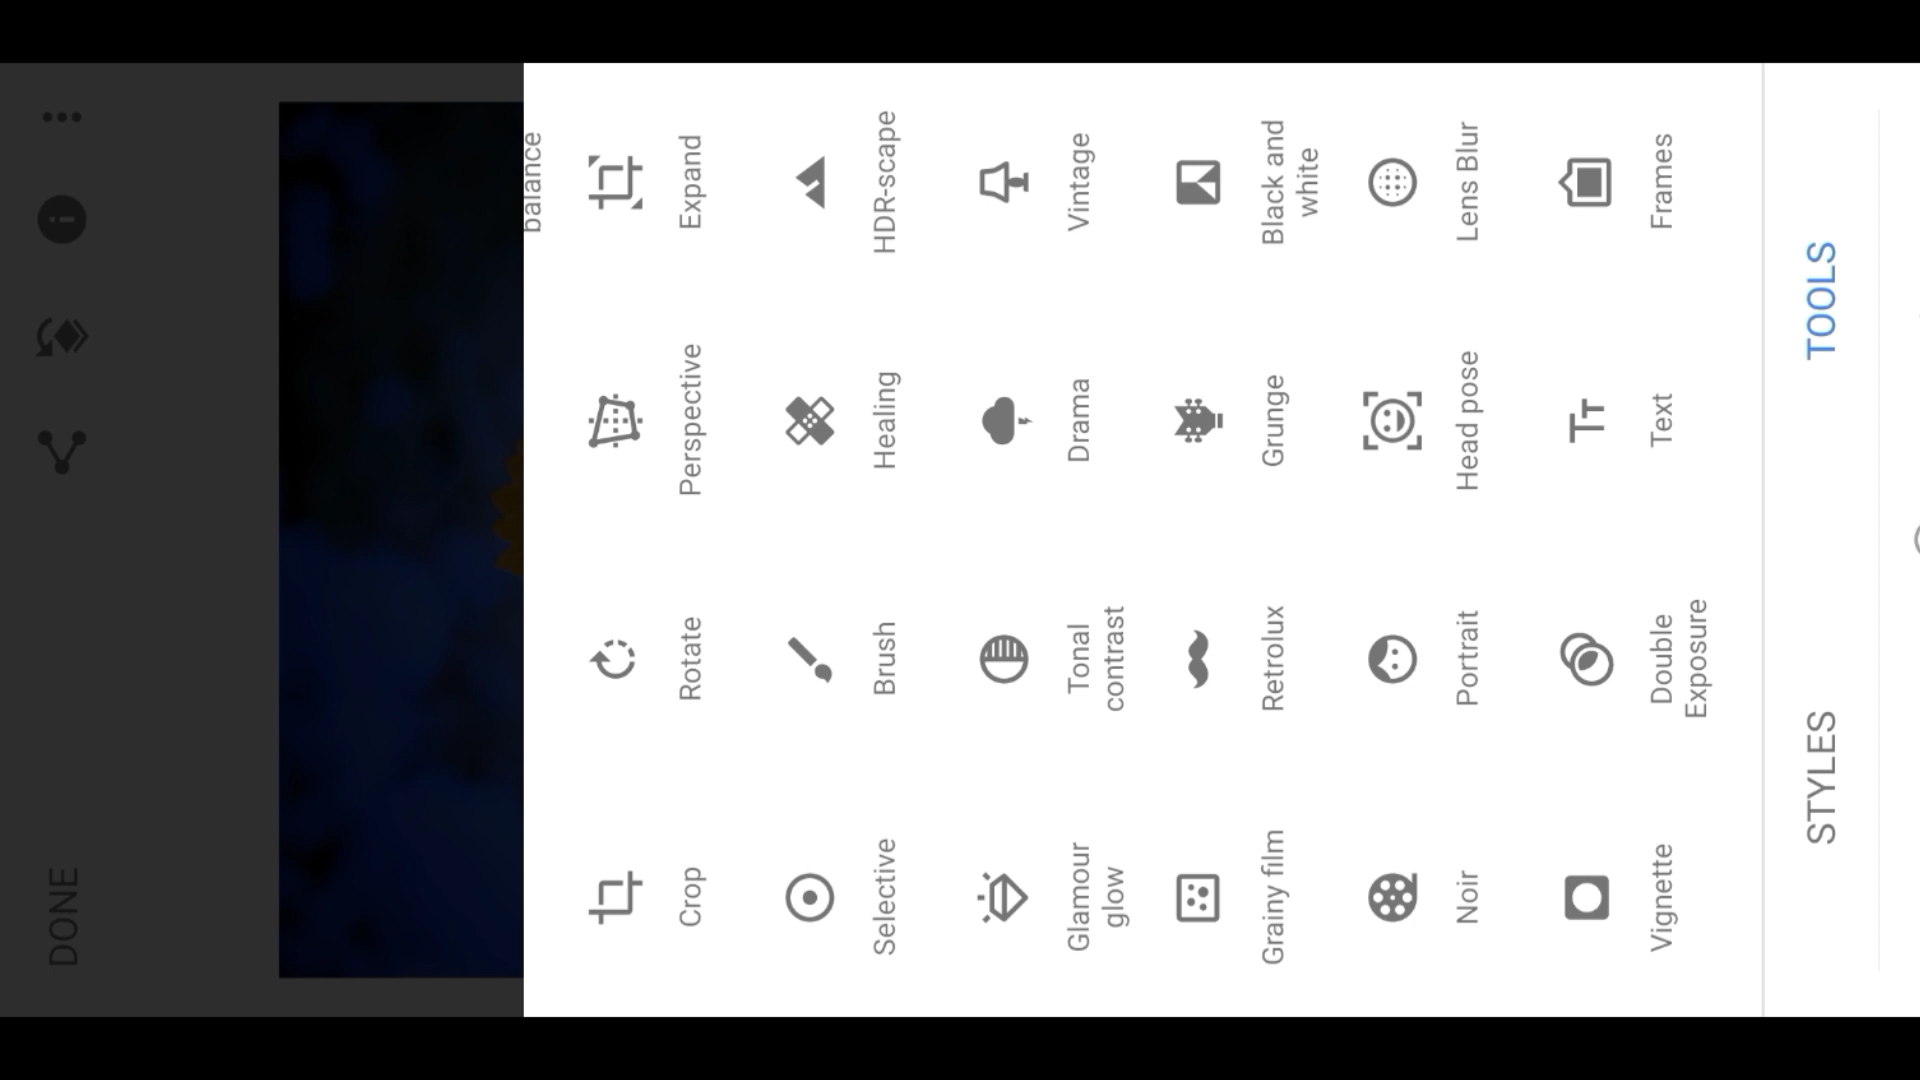 DONE
balance
Crop
Rotate
Perspective
Expand
Selective
Brush
Healing
HDR-scape
Glamour
glow
Tonal
contrast
Drama
Vintage
Grainy film
Retrolux
Grunge
Black and
white
Noir
Portrait
Head pose
Lens Blur
Vignette
Double
Exposure
Text
Frames
STYLES
TOOLS